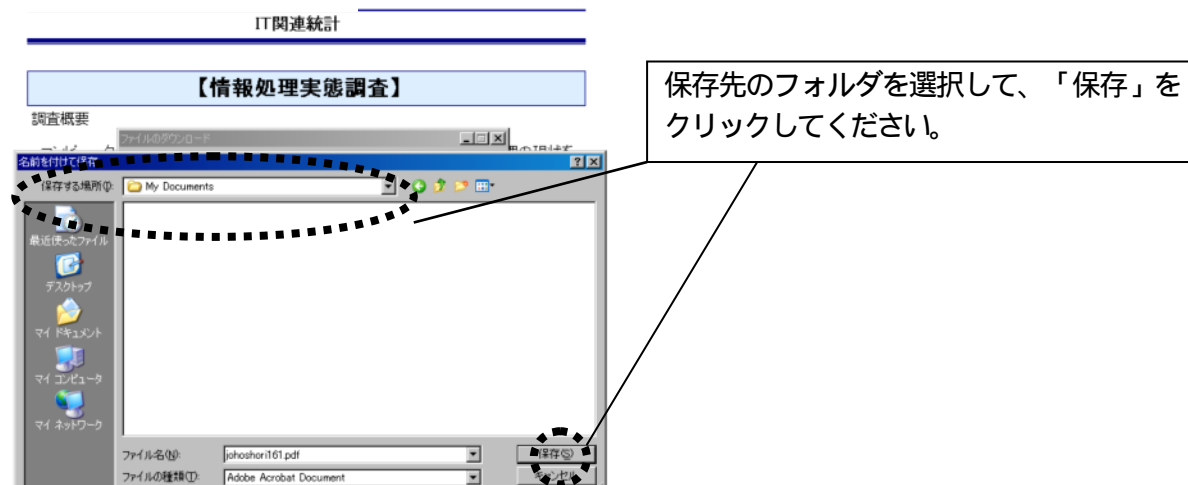 IT関連統計
【情報処理実態調査】
調査概要
保存先のフォルダを選択して、「保存」を
クリックしてください。
ファイルのダウンロード
名前を付けて保存
保存する場所(I):
My Documents
最近使ったファイル
デスクトップ
マイ ドキュメント
マイ コンピュータ
マイ ネットワーク
ファイル名(N):
johoshori161.pdf
保存(S)
ファイルの種類(T):
Adobe Acrobat Document
キャンセル